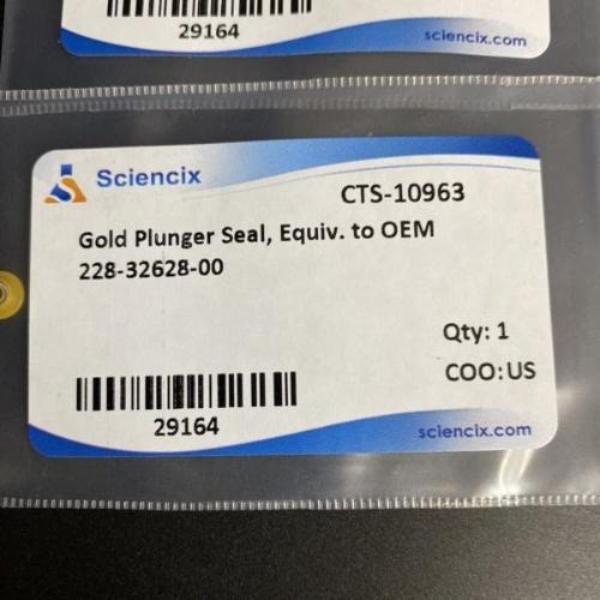 29164
sciencix.com
Sciencix
CTS-10963
Gold Plunger Seal, Equiv. to OEM
228-32628-00
Qty: 1
COO:US
29164
sciencix.com